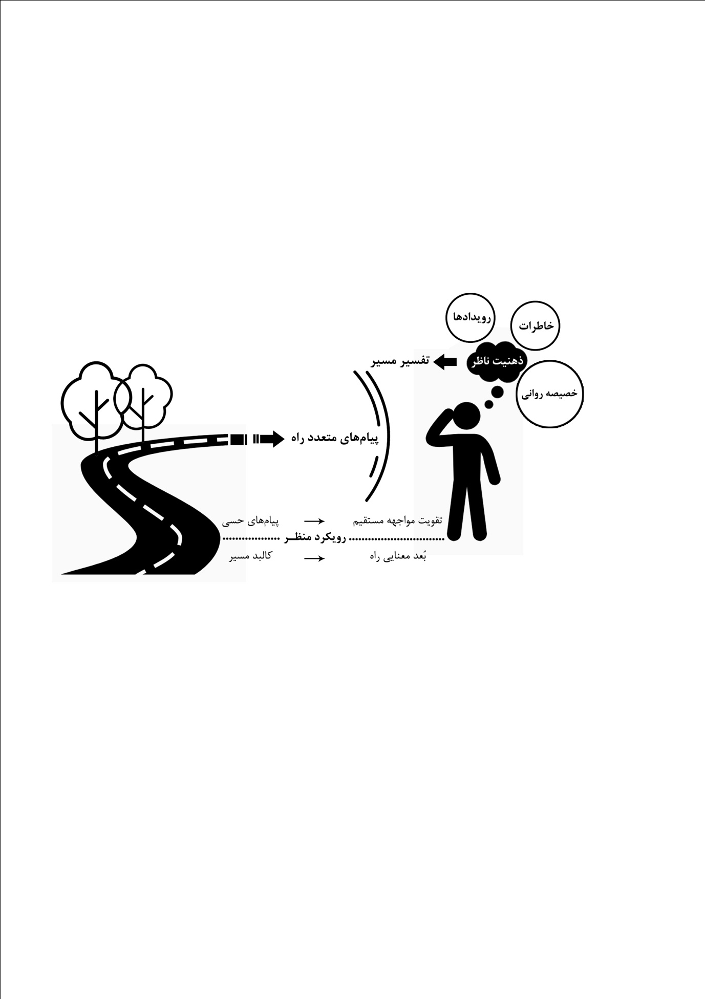 رویدادها
خاطرات
ذهنیت ناظر
تفسیر مسیر
خصیصه روانی
پیام‌های متعدد راه
تقویت مواجهه مستقیم → پیام‌های حسی
رویکرد منظــر
بُعد معنایی راه → کالبد مسیر